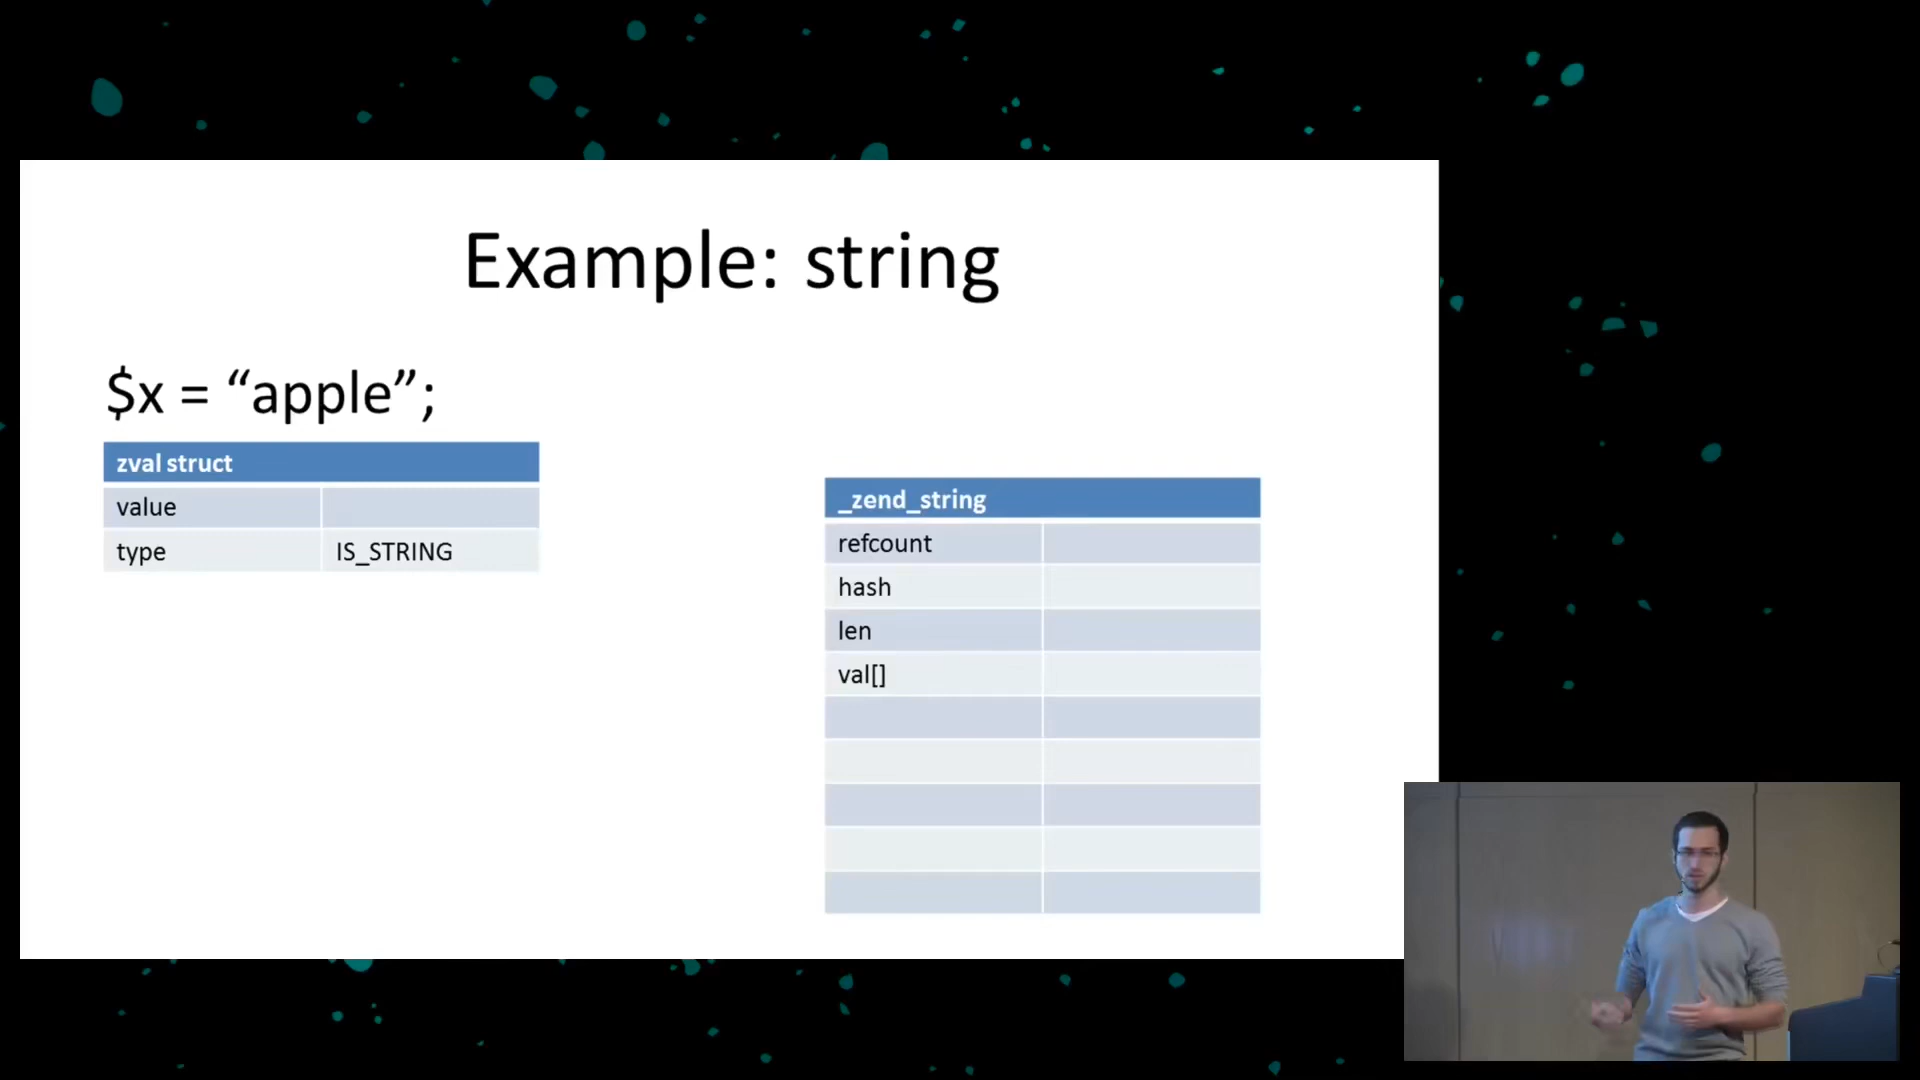 Example: string
$x = “apple”;
zval struct
value
type IS_STRING
_zend_string
refcount
hash
len
val[]